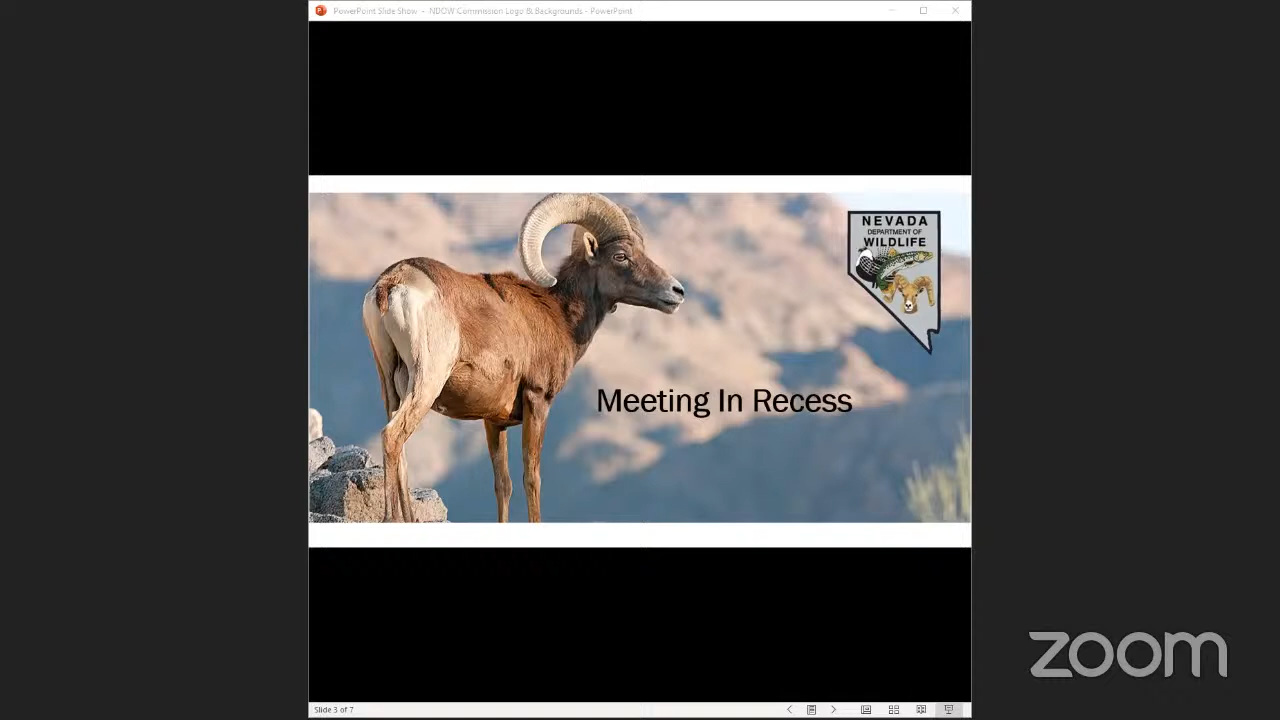 PowerPoint Slide Show - NDOW Commission Logo & Backgrounds - PowerPoint
NEVADA
DEPARTMENT OF
WILDLIFE
Meeting In Recess
zoom
Slide 3 of 7